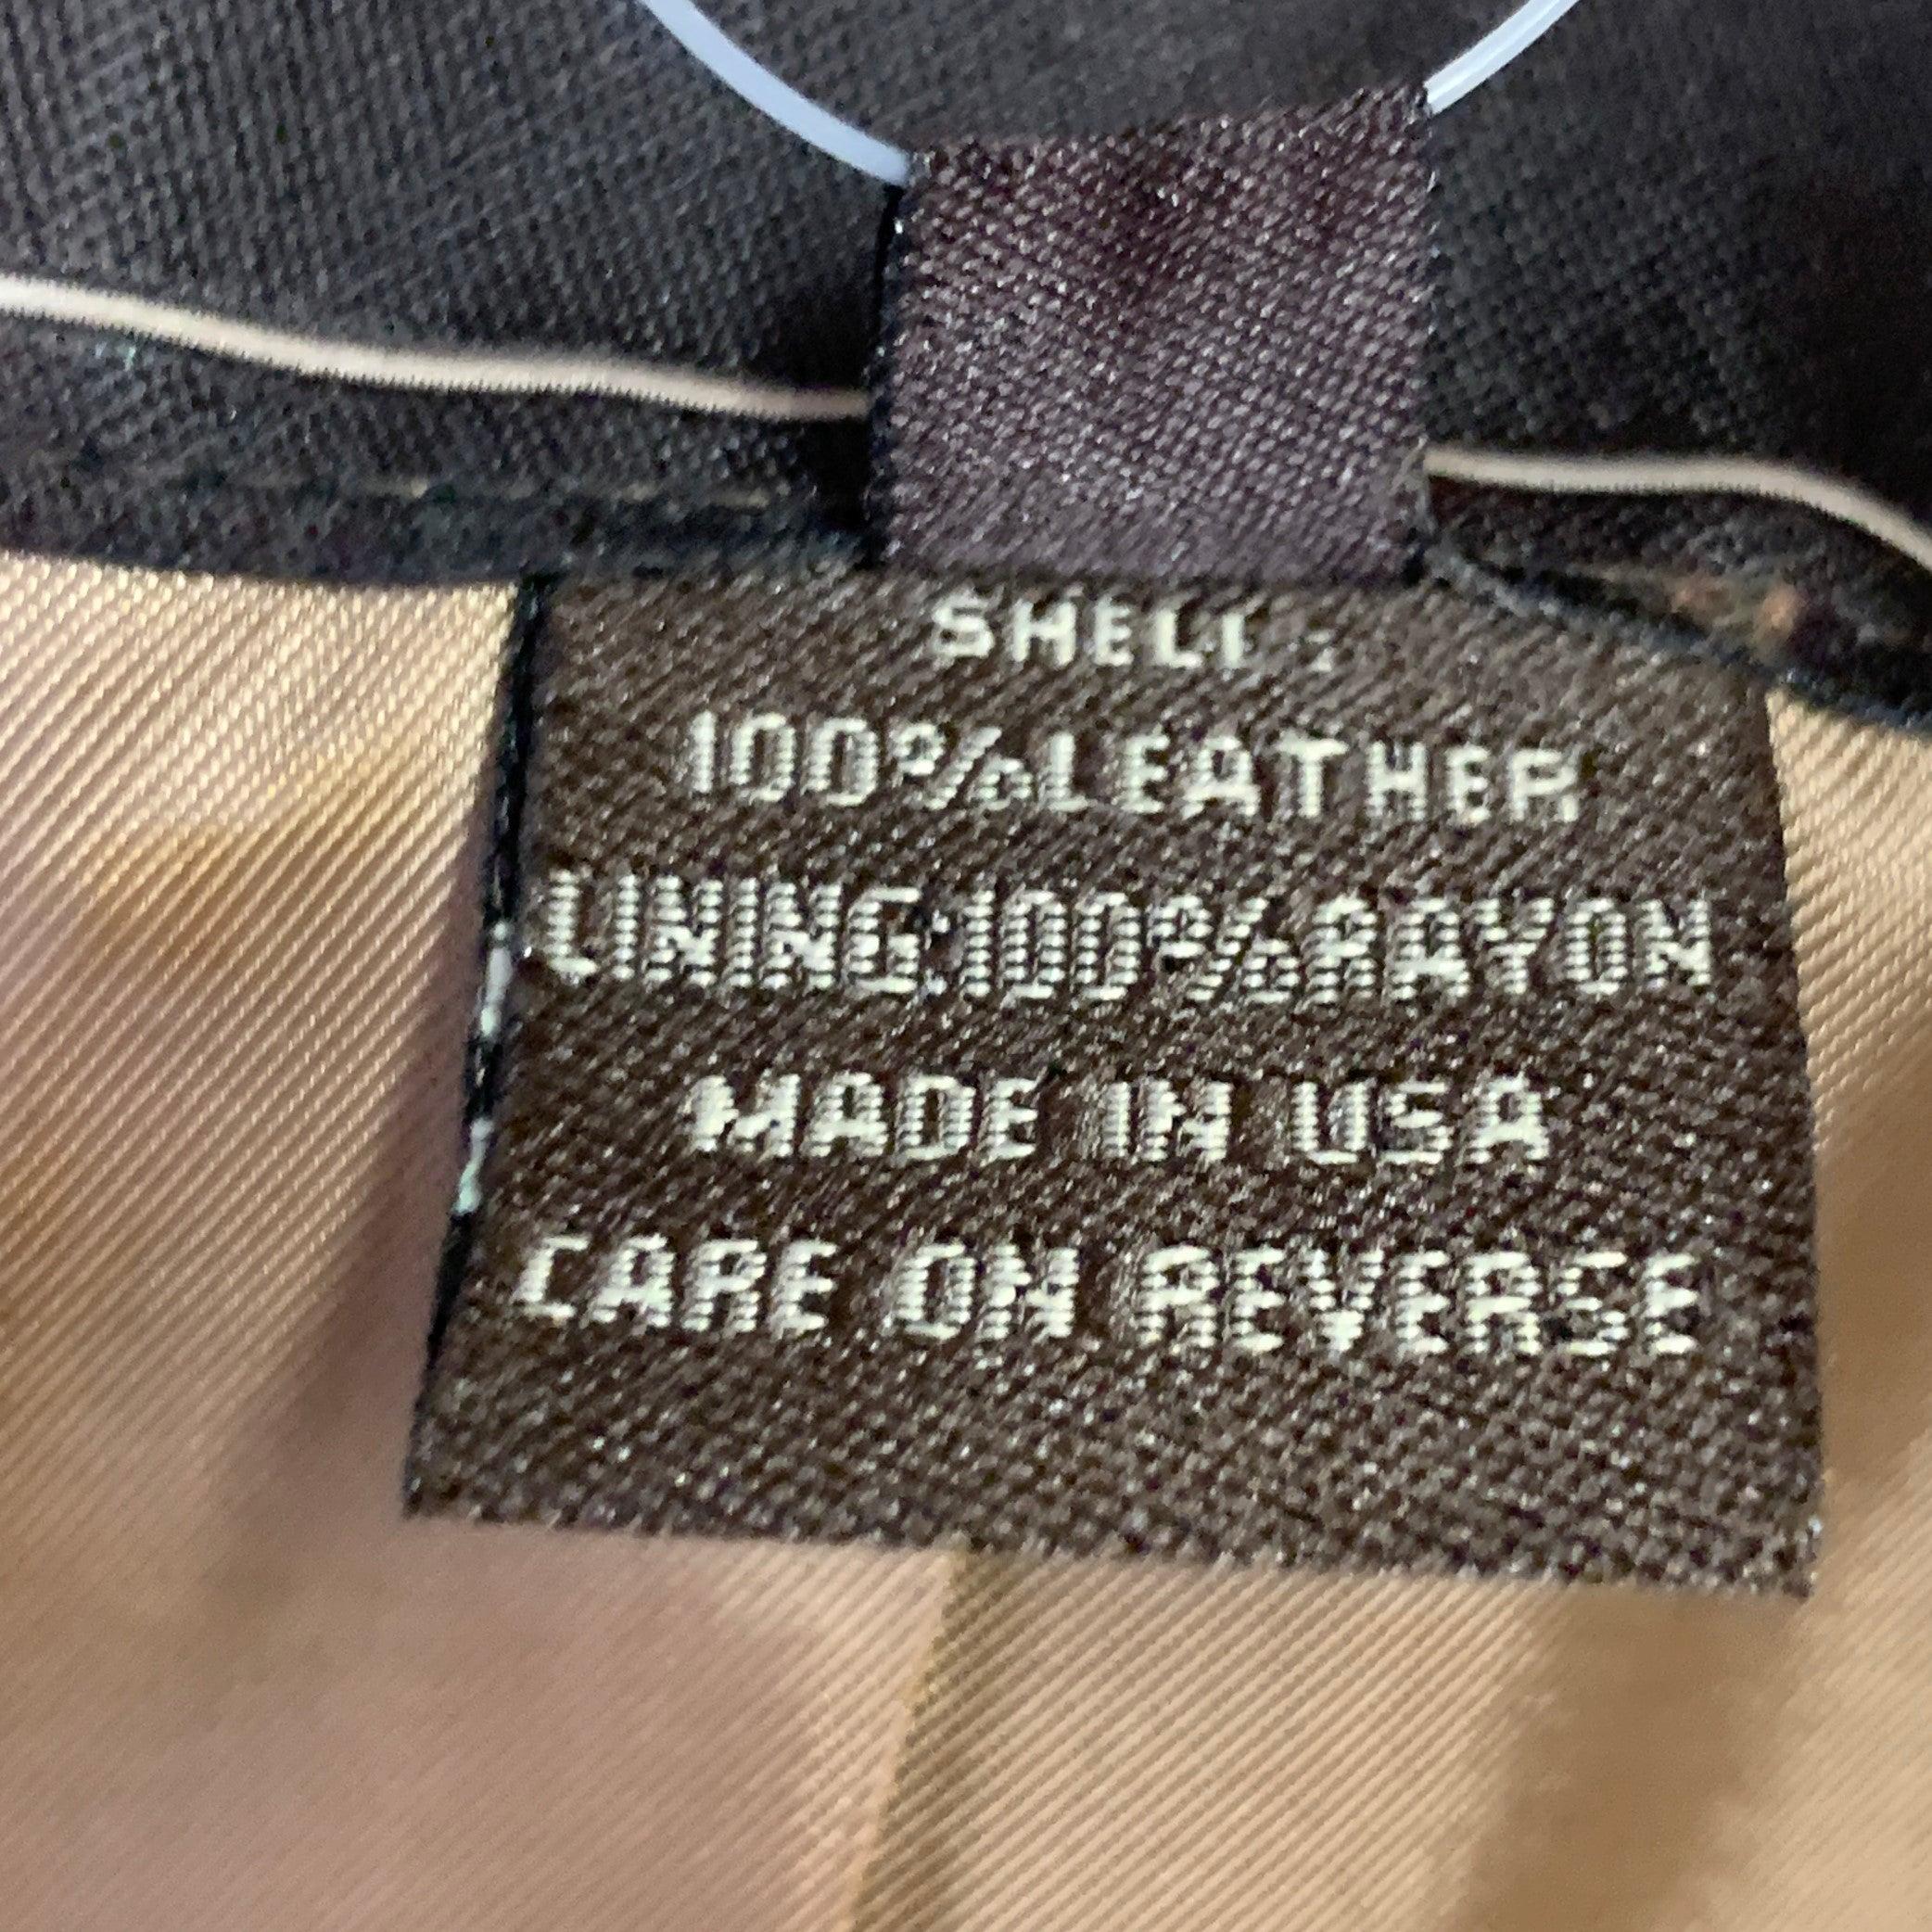 SHELL:
100%LEATHER
LINING:100%RAYON
MADE IN USA
CARE ON REVERSE